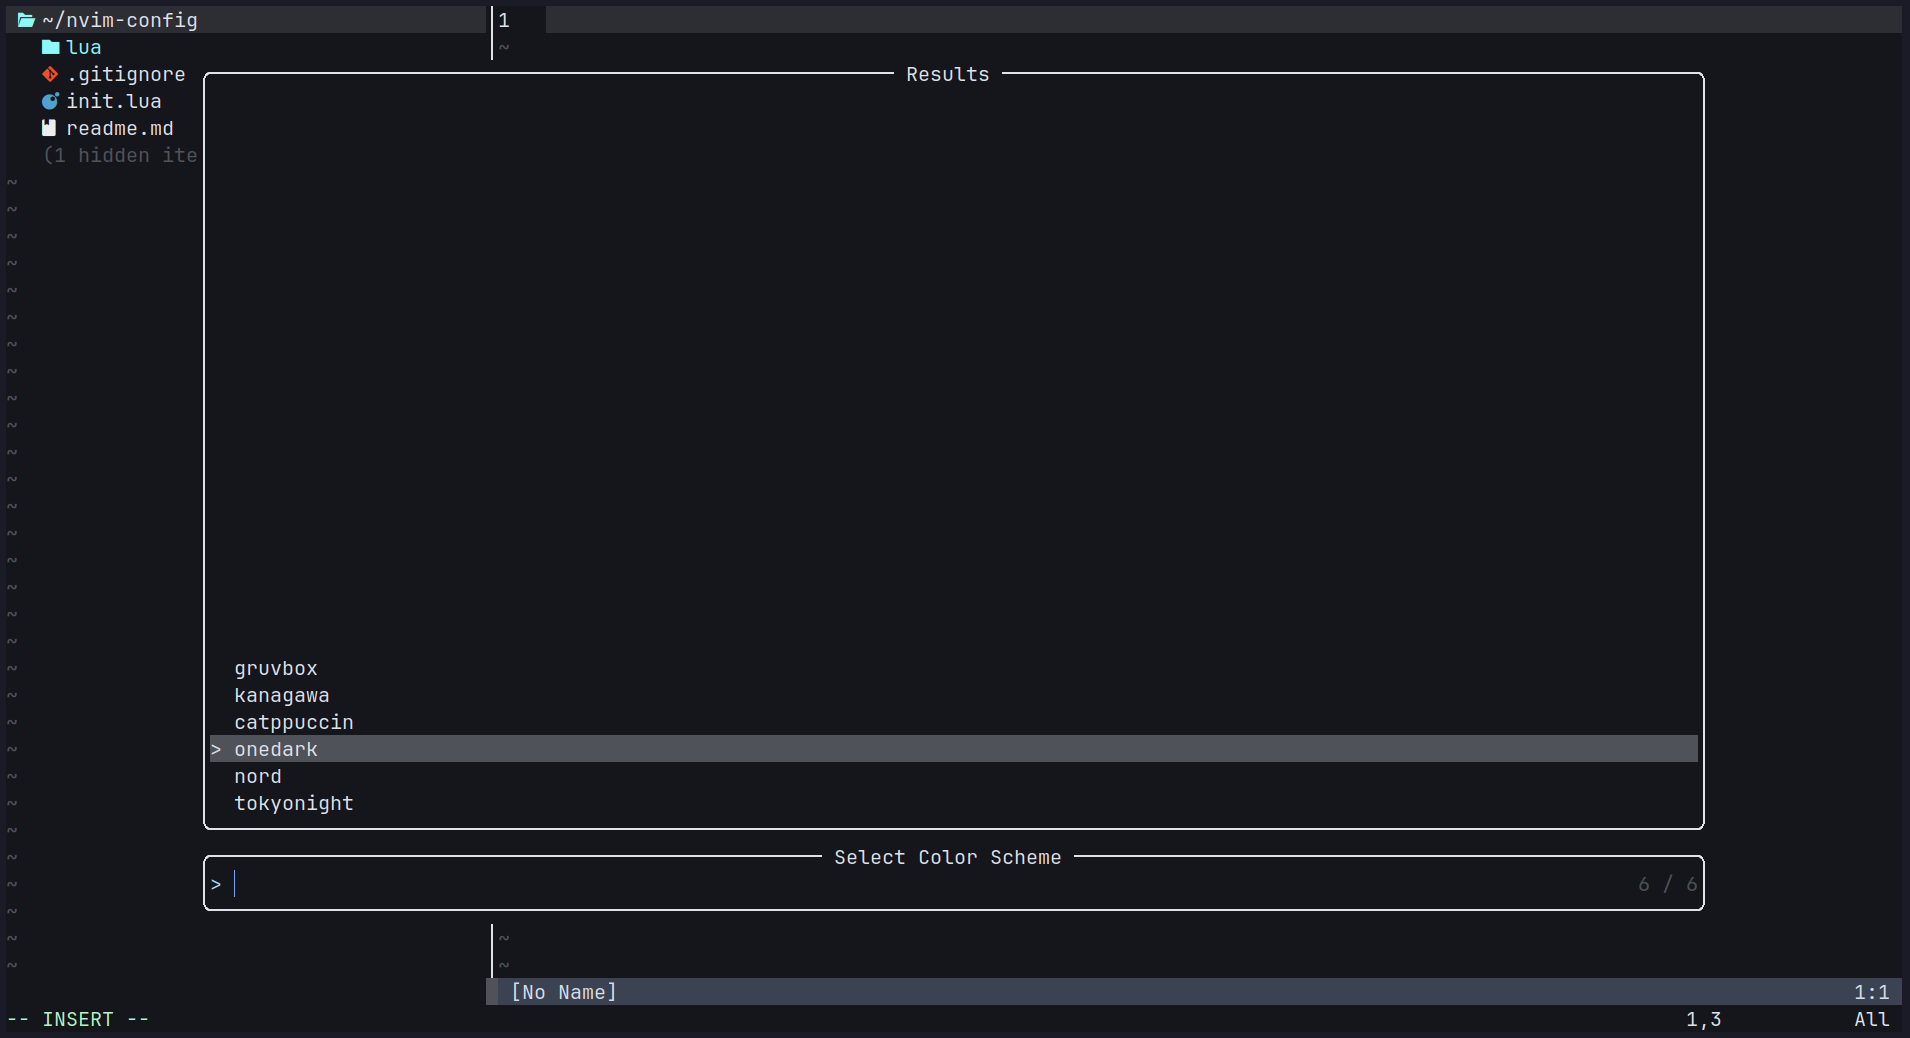 ~/nvim-config
lua
.gitignore
init.lua
readme.md
(1 hidden ite
1
~
Results
gruvbox
kanagawa
catppuccin
> onedark
nord
tokyonight
Select Color Scheme
> 6 / 6
~
~
[No Name] 1:1
-- INSERT -- 1,3 All